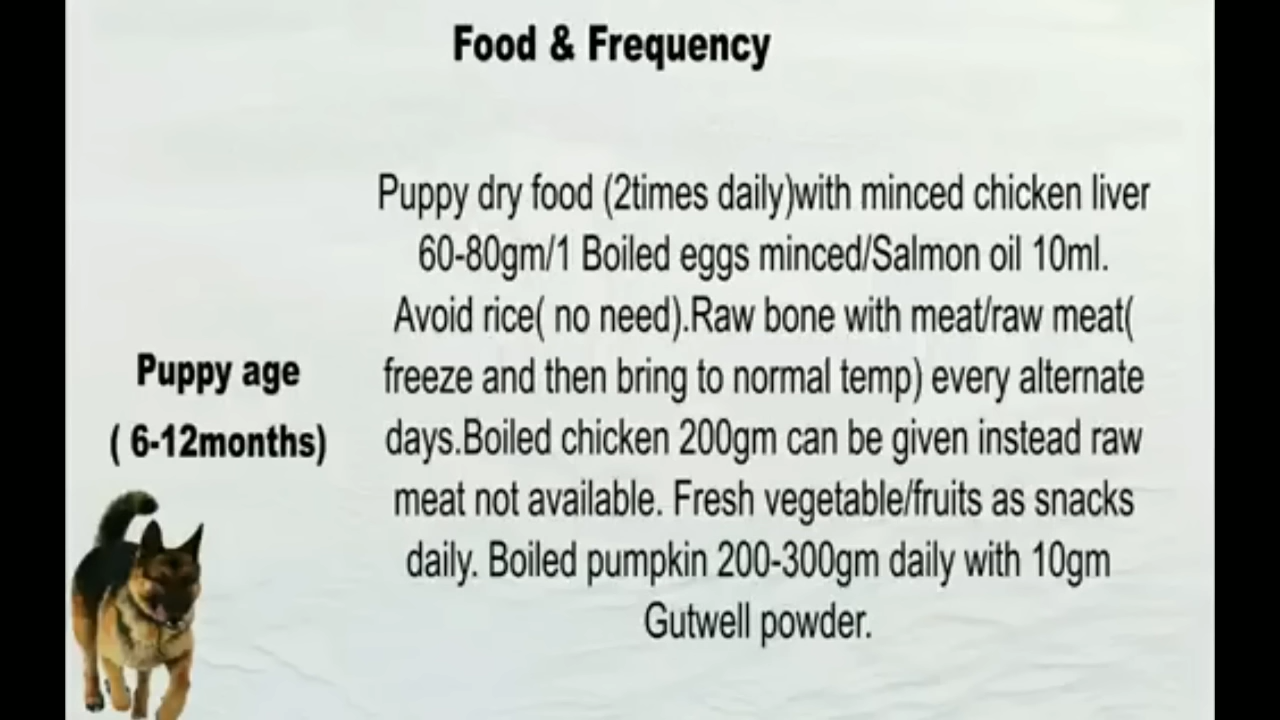 Food & Frequency
Puppy dry food (2times daily)with minced chicken liver
60-80gm/1 Boiled eggs minced/Salmon oil 10ml.
Avoid rice( no need).Raw bone with meat/raw meat(
freeze and then bring to normal temp) every alternate
days.Boiled chicken 200gm can be given instead raw
meat not available. Fresh vegetable/fruits as snacks
daily. Boiled pumpkin 200-300gm daily with 10gm
Gutwell powder.
Puppy age
( 6-12months)